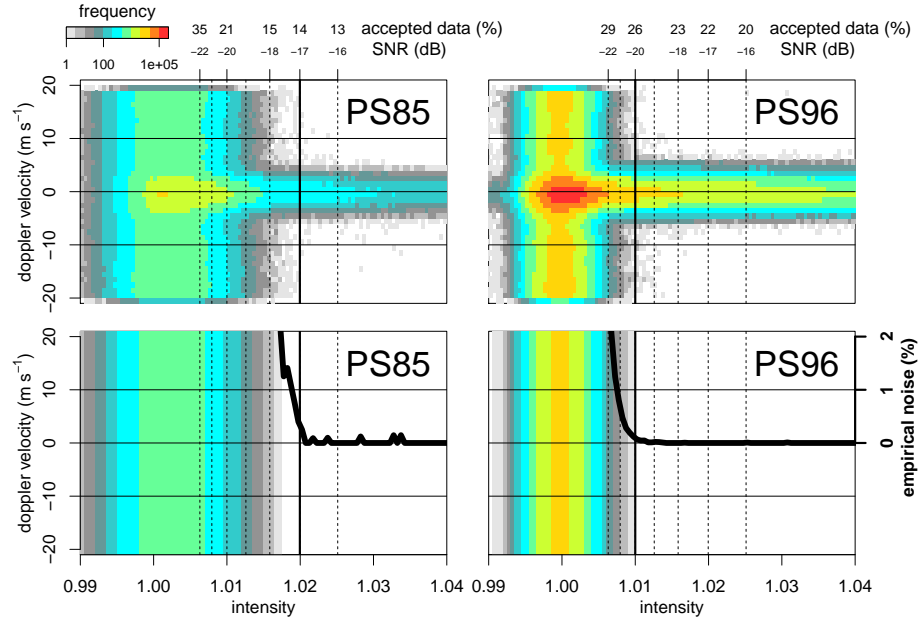 frequency
1 100 1e+05
35 21 15 14 13 accepted data (%)
−22 −20 −18 −17 −16 SNR (dB)
29 26 23 22 20 accepted data (%)
−22 −20 −18 −17 −16 SNR (dB)
PS85
PS96
doppler velocity (m s⁻¹)
20
10
0
−10
−20
PS85
PS96
doppler velocity (m s⁻¹)
20
10
0
−10
−20
2
1
0
empirical noise (%)
0.99 1.00 1.01 1.02 1.03 1.04
0.99 1.00 1.01 1.02 1.03 1.04
intensity
intensity